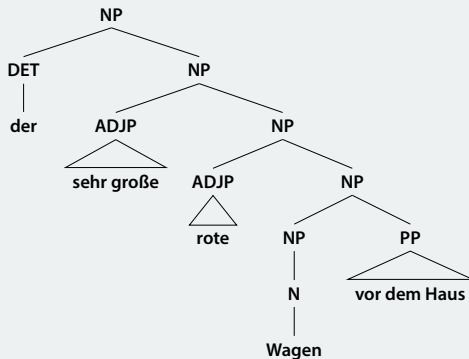 NP
DET NP
der ADJP NP
sehr große ADJP NP
rote NP PP
N vor dem Haus
Wagen